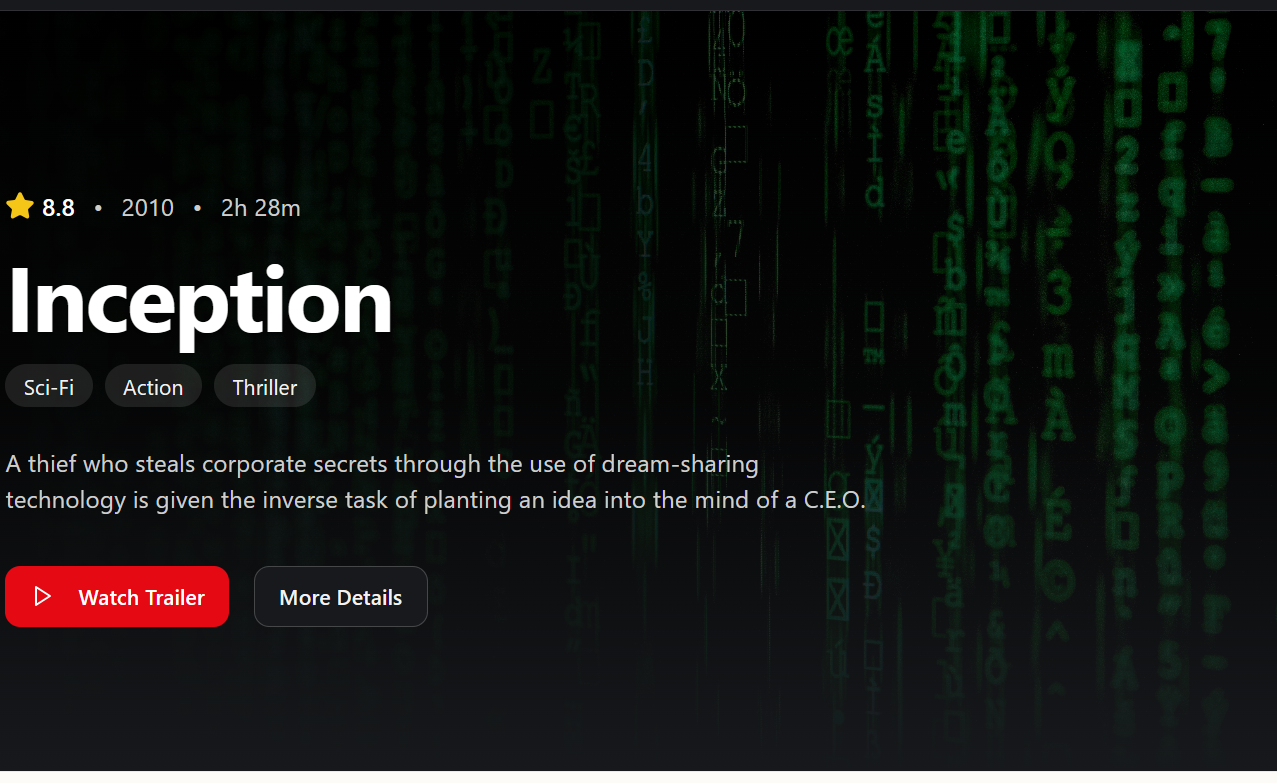 8.8 • 2010 • 2h 28m
Inception
Sci-Fi Action Thriller
A thief who steals corporate secrets through the use of dream-sharing
technology is given the inverse task of planting an idea into the mind of a C.E.O.
Watch Trailer More Details